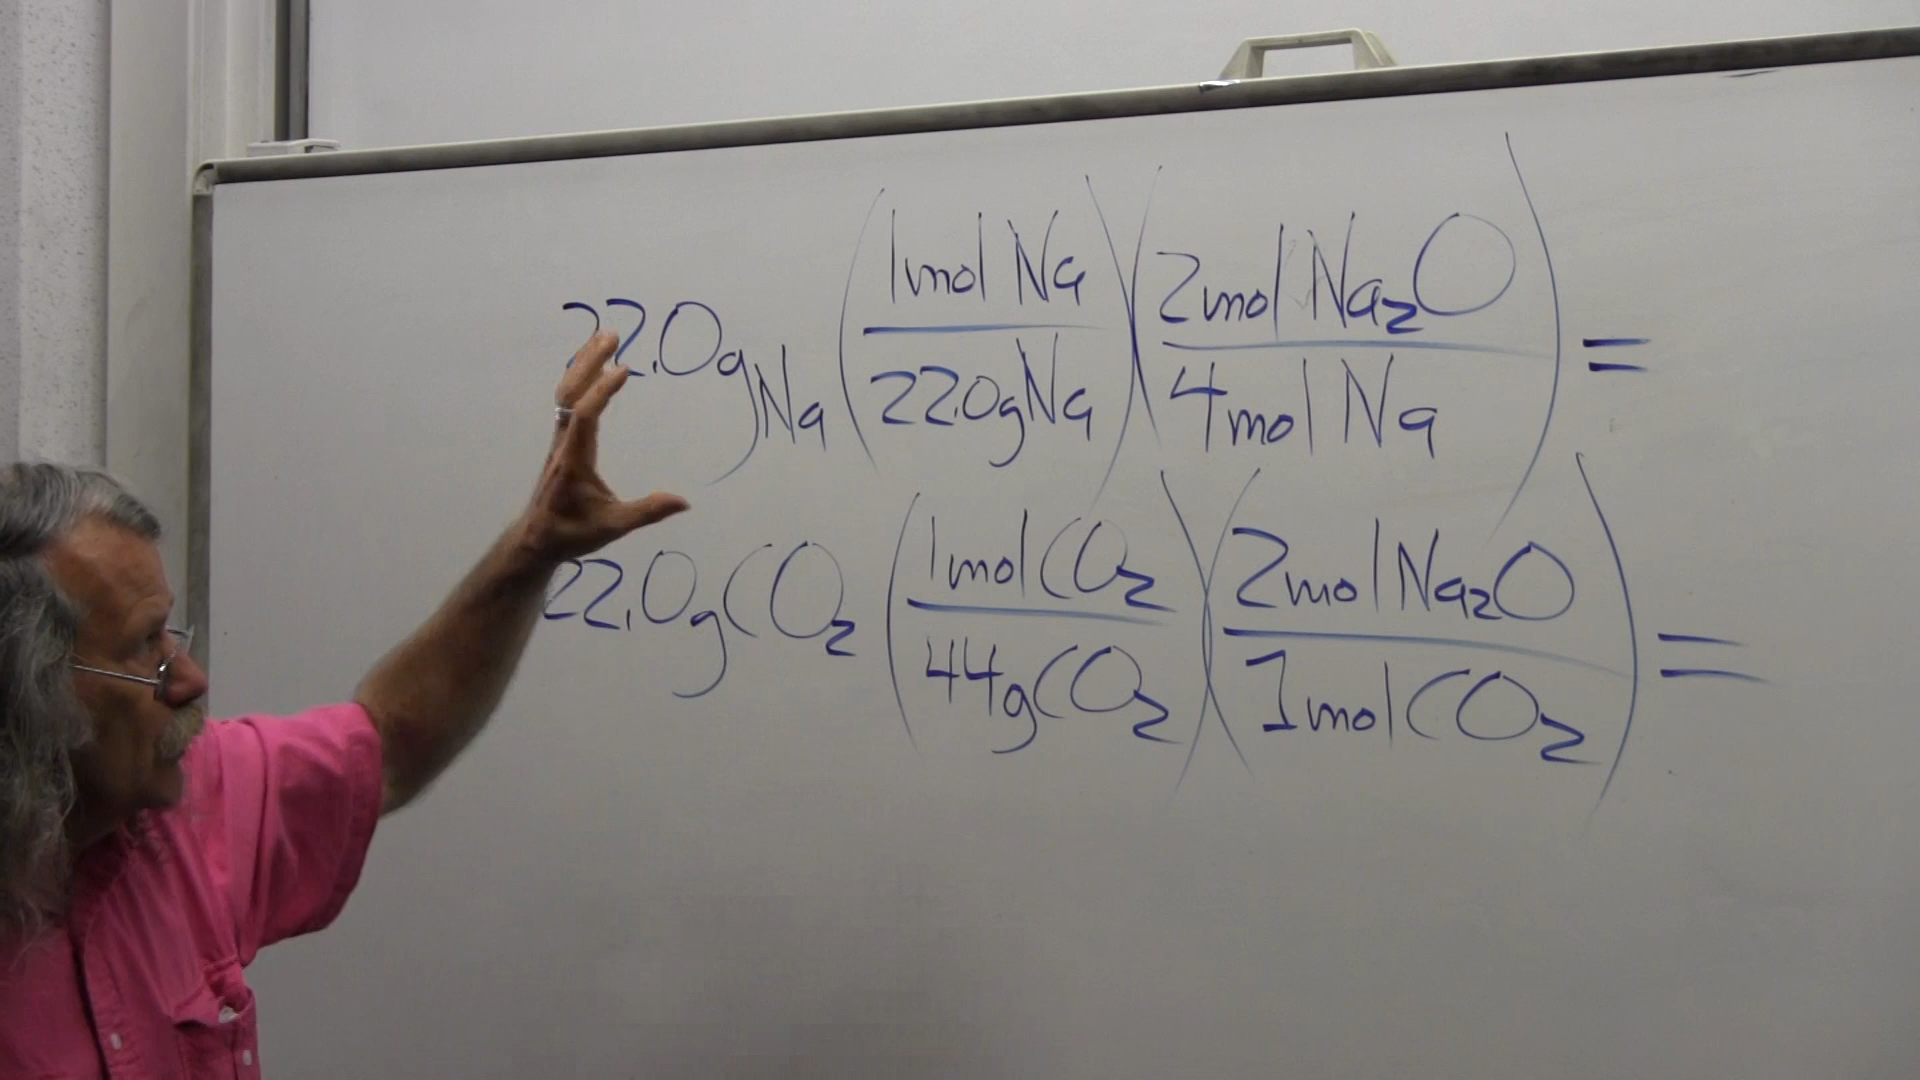 22.0g Na (1mol Na / 22.0g Na)(2mol Na₂O / 4mol Na) =
22.0g CO₂ (1mol CO₂ / 44g CO₂)(2mol Na₂O / 1mol CO₂) =